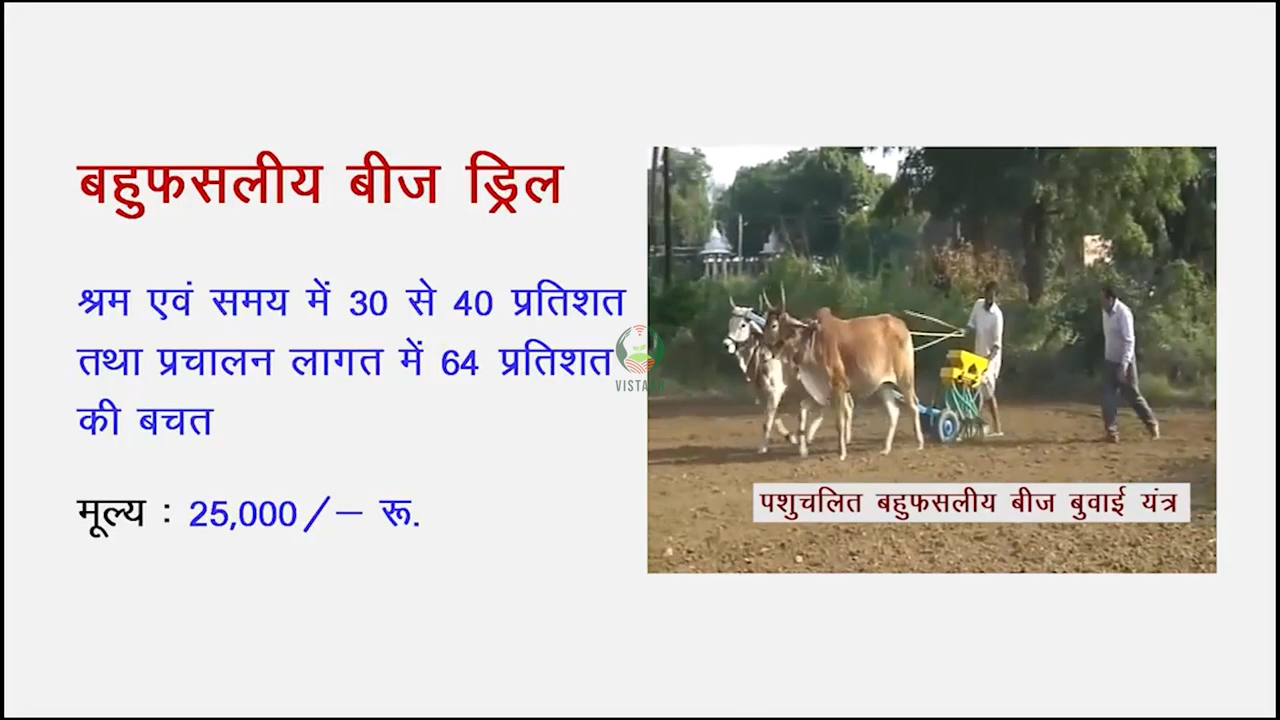 बहुफसलीय बीज ड्रिल
श्रम एवं समय में 30 से 40 प्रतिशत
तथा प्रचालन लागत में 64 प्रतिशत
की बचत
मूल्य : 25,000/– रू.
पशुचलित बहुफसलीय बीज बुवाई यंत्र